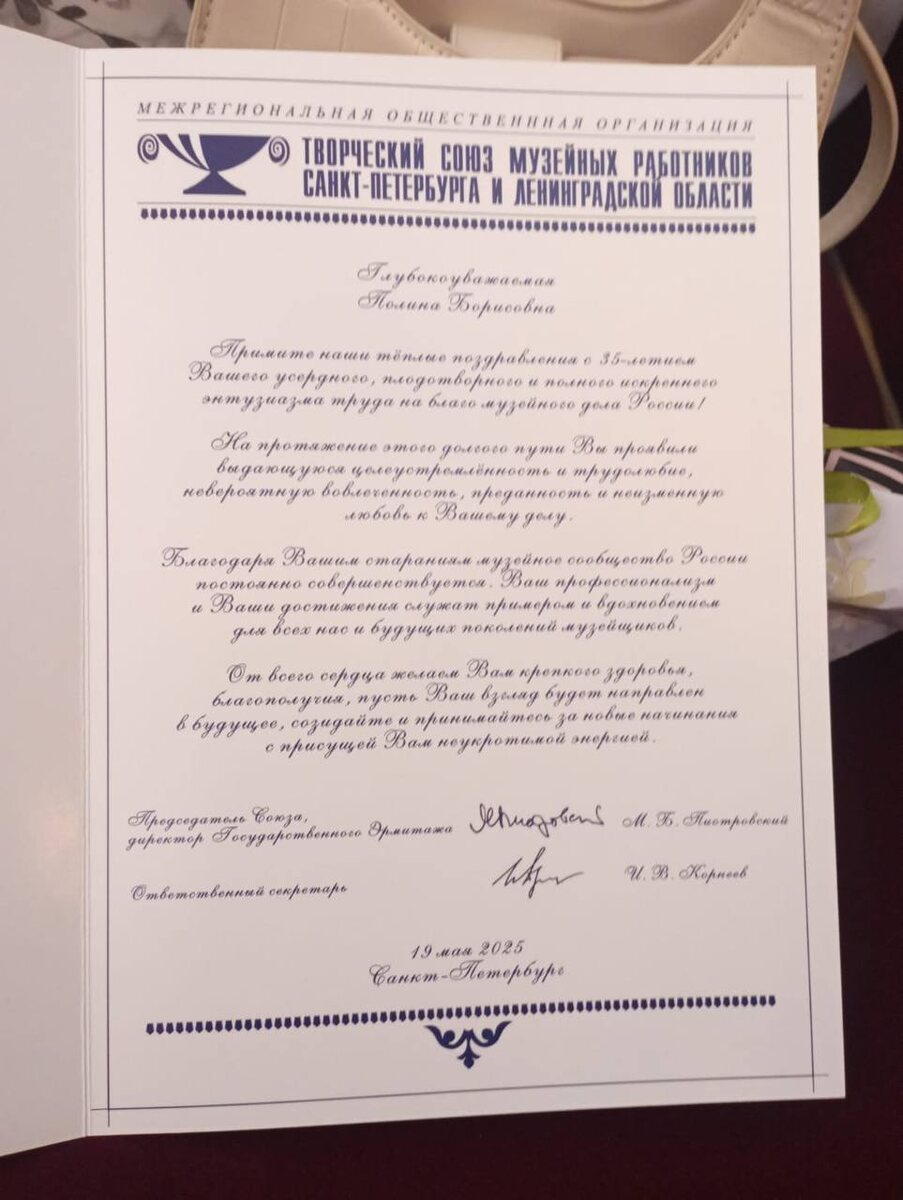 МЕЖРЕГИОНАЛЬНАЯ ОБЩЕСТВЕНННАЯ ОРГАНИЗАЦИЯ
ТВОРЧЕСКИЙ СОЮЗ МУЗЕЙНЫХ РАБОТНИКОВ
САНКТ-ПЕТЕРБУРГА И ЛЕНИНГРАДСКОЙ ОБЛАСТИ
Глубокоуважаемая
Полина Борисовна
Примите наши тёплые поздравления с 35-летием
Вашего усердного, плодотворного и полного искреннего
энтузиазма труда на благо музейного дела России!
На протяжение этого долгого пути Вы проявили
выдающуюся целеустремлённость и трудолюбие,
невероятную вовлеченность, преданность и неизменную
любовь к Вашему делу.
Благодаря Вашим стараниям музейное сообщество России
постоянно совершенствуется. Ваш профессионализм
и Ваши достижения служат примером и вдохновением
для всех нас и будущих поколений музейщиков.
От всего сердца желаем Вам крепкого здоровья,
благополучия, пусть Ваш взгляд будет направлен
в будущее, созидайте и принимайтесь за новые начинания
с присущей Вам неукротимой энергией.
Председатель Союза,
директор Государственного Эрмитажа М. Б. Пиотровский
Ответственный секретарь И. В. Корнеев
19 мая 2025
Санкт-Петербург